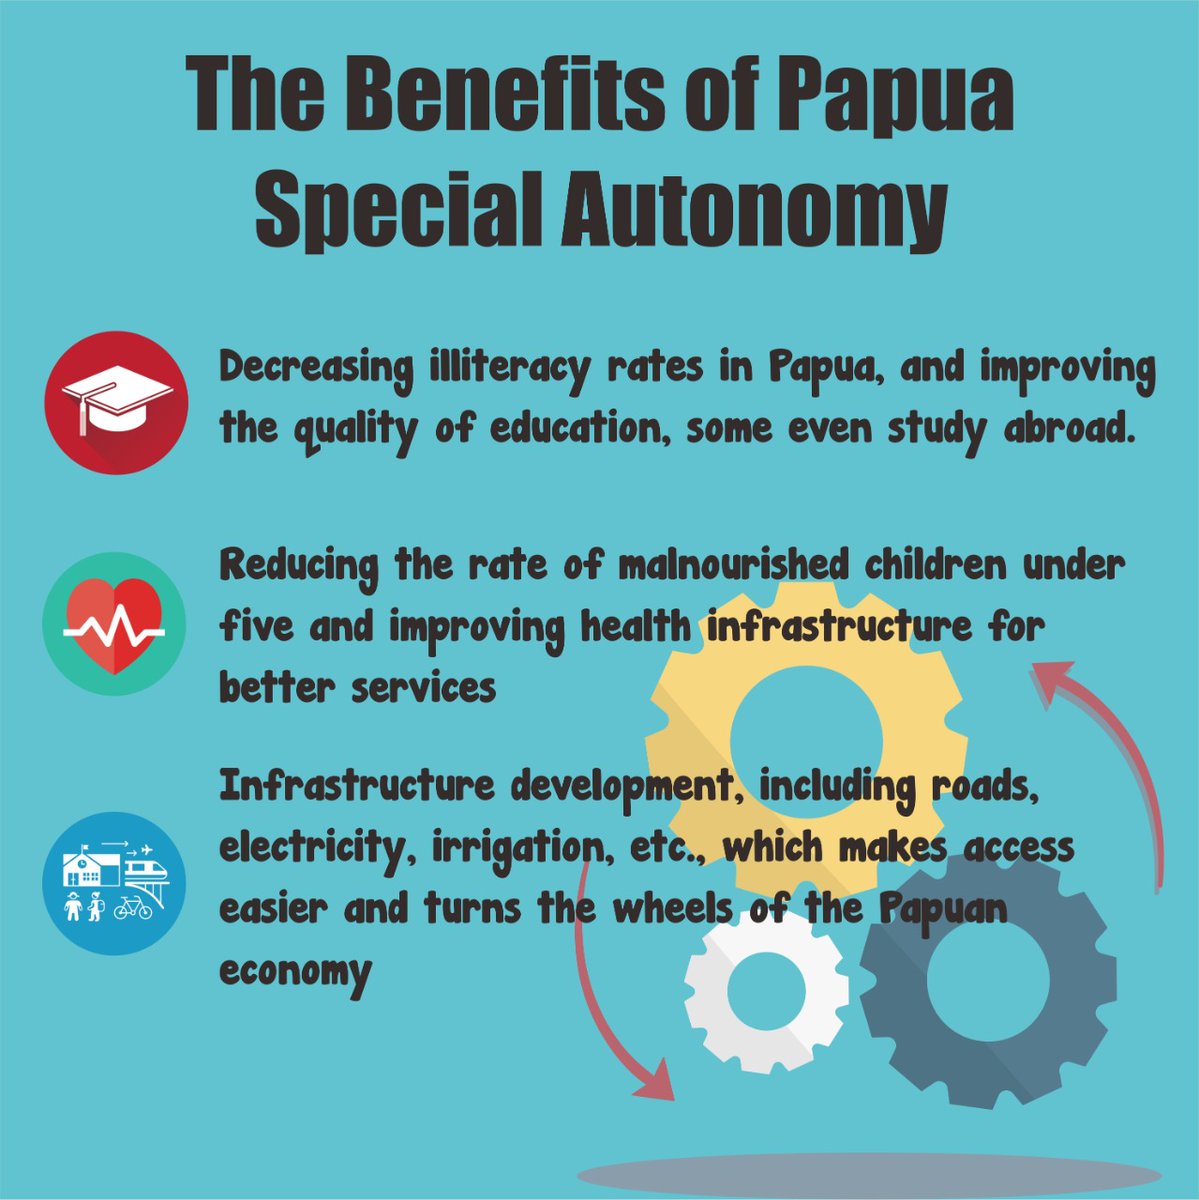 The Benefits of Papua
Special Autonomy
Decreasing illiteracy rates in Papua, and improving
the quality of education, some even study abroad.
Reducing the rate of malnourished children under
five and improving health infrastructure for
better services
Infrastructure development, including roads,
electricity, irrigation, etc., which makes access
easier and turns the wheels of the Papuan
economy